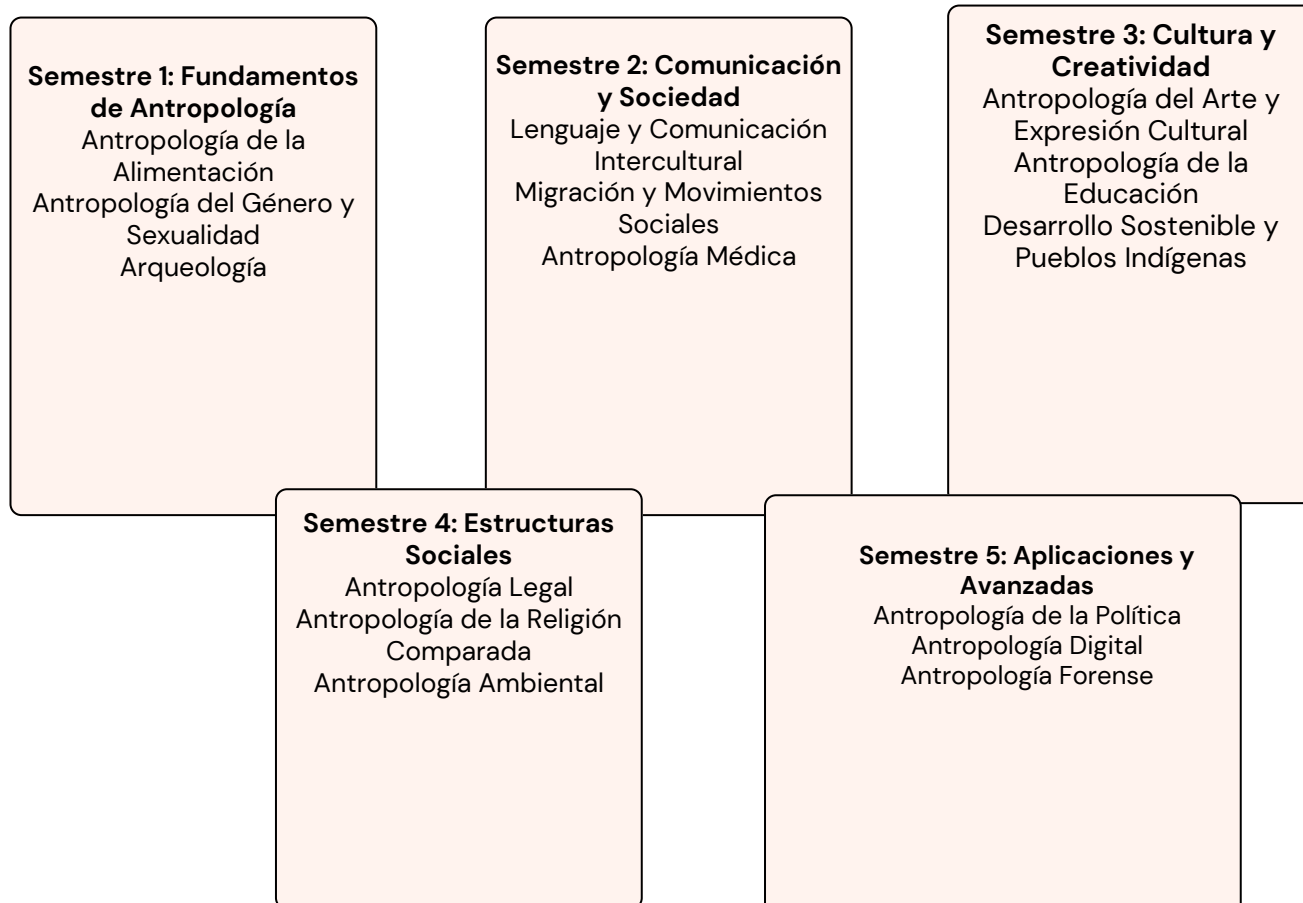 Semestre 1: Fundamentos
de Antropología
Antropología de la
Alimentación
Antropología del Género y
Sexualidad
Arqueología
Semestre 2: Comunicación
y Sociedad
Lenguaje y Comunicación
Intercultural
Migración y Movimientos
Sociales
Antropología Médica
Semestre 3: Cultura y
Creatividad
Antropología del Arte y
Expresión Cultural
Antropología de la
Educación
Desarrollo Sostenible y
Pueblos Indígenas
Semestre 4: Estructuras
Sociales
Antropología Legal
Antropología de la Religión
Comparada
Antropología Ambiental
Semestre 5: Aplicaciones y
Avanzadas
Antropología de la Política
Antropología Digital
Antropología Forense